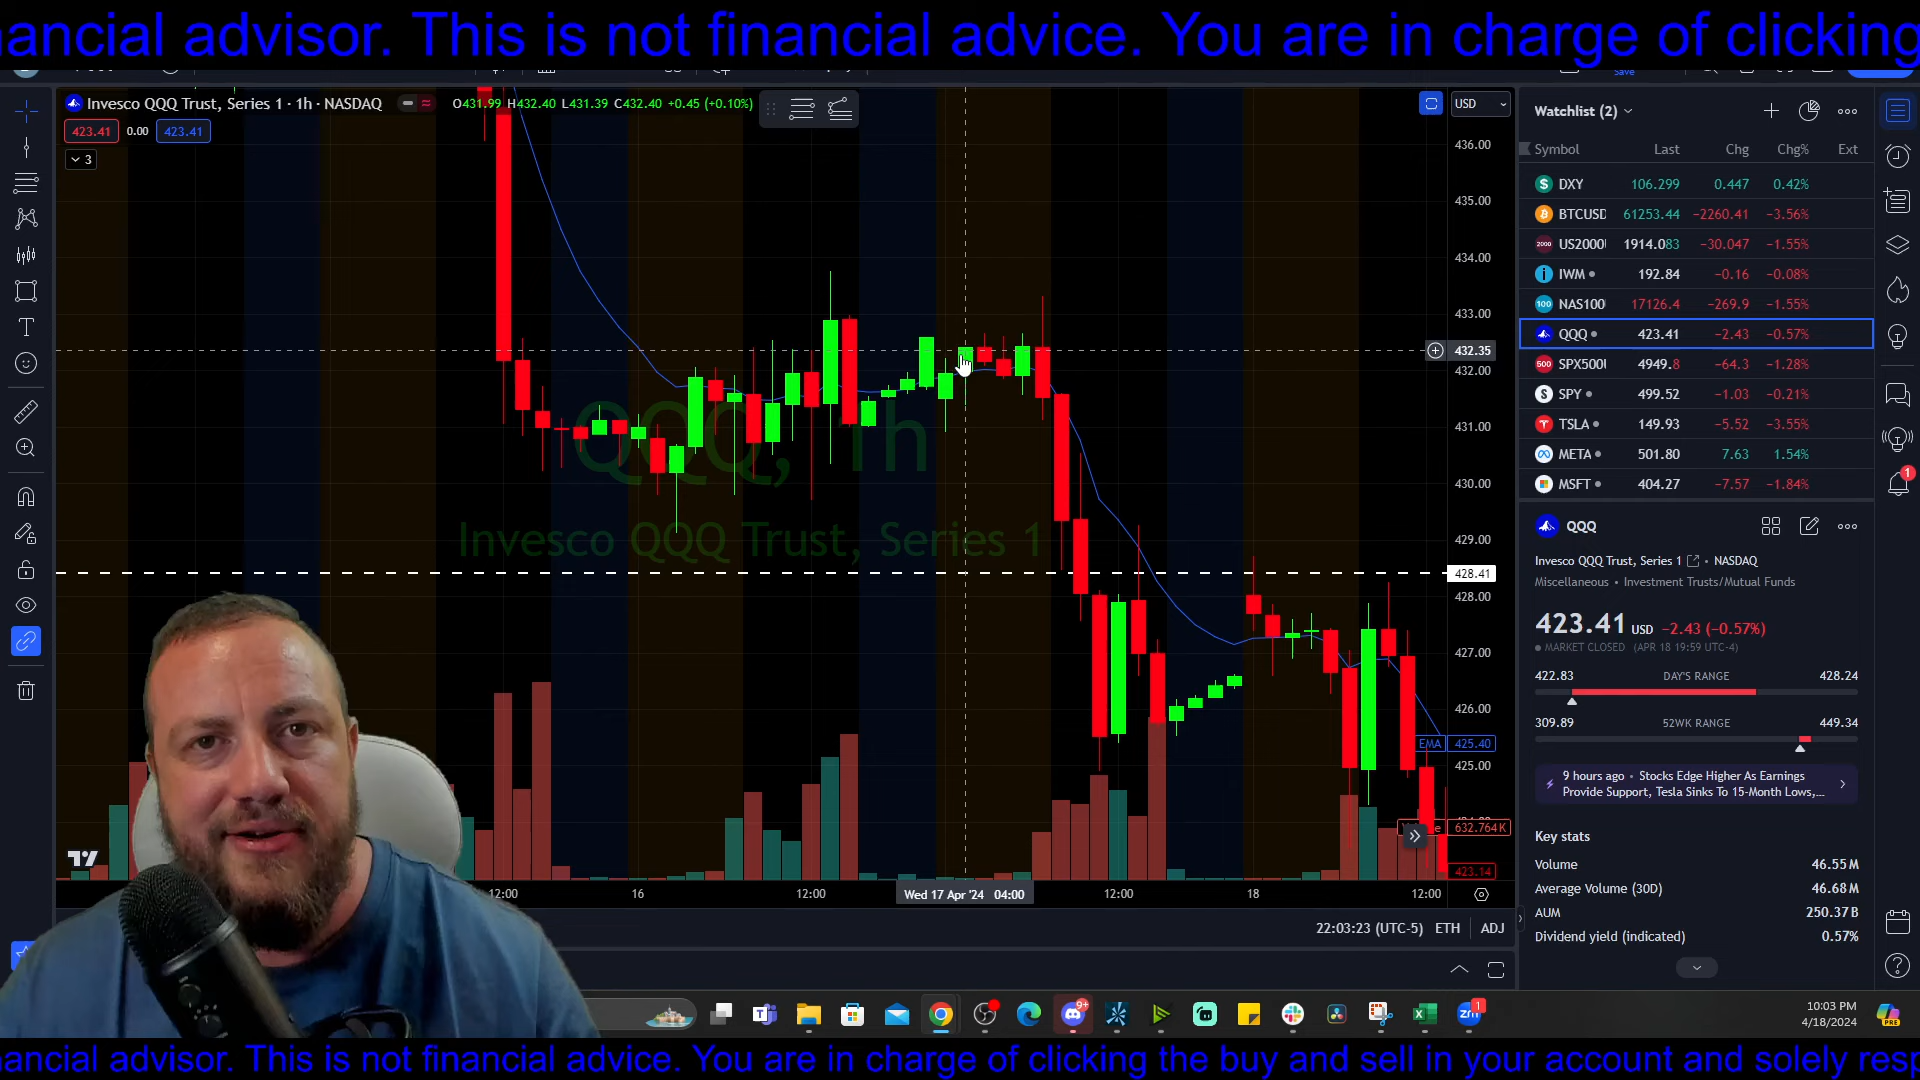 nancial advisor. This is not financial advice. You are in charge of clicking
Save
Invesco QQQ Trust, Series 1 · 1h · NASDAQ
O431.99 H432.40 L431.39 C432.40 +0.45 (+0.10%)
423.41 0.00 423.41
3
USD
436.00
435.00
434.00
433.00
432.35
432.00
431.00
430.00
429.00
428.41
428.00
427.00
426.00
EMA 425.40
425.00
632.764K
423.14
QQQ, 1h
Invesco QQQ Trust, Series 1
12:00 16 12:00 Wed 17 Apr '24 04:00 12:00 18 12:00
22:03:23 (UTC-5) ETH ADJ
Watchlist (2)
Symbol Last Chg Chg% Ext
DXY 106.299 0.447 0.42%
BTCUSD 61253.44 −2260.41 −3.56%
US2000 1914.083 −30.047 −1.55%
IWM 192.84 −0.16 −0.08%
NAS100 17126.4 −269.9 −1.55%
QQQ 423.41 −2.43 −0.57%
SPX500 4949.8 −64.3 −1.28%
SPY 499.52 −1.03 −0.21%
TSLA 149.93 −5.52 −3.55%
META 501.80 7.63 1.54%
MSFT 404.27 −7.57 −1.84%
QQQ
Invesco QQQ Trust, Series 1 • NASDAQ
Miscellaneous • Investment Trusts/Mutual Funds
423.41 USD −2.43 (−0.57%)
MARKET CLOSED (APR 18 19:59 UTC-4)
422.83 DAY'S RANGE 428.24
309.89 52WK RANGE 449.34
9 hours ago • Stocks Edge Higher As Earnings
Provide Support, Tesla Sinks To 15-Month Lows,...
Key stats
Volume 46.55M
Average Volume (30D) 46.68M
AUM 250.37B
Dividend yield (indicated) 0.57%
1
9+
1
10:03 PM
4/18/2024
ancial advisor. This is not financial advice. You are in charge of clicking the buy and sell in your account and solely resp